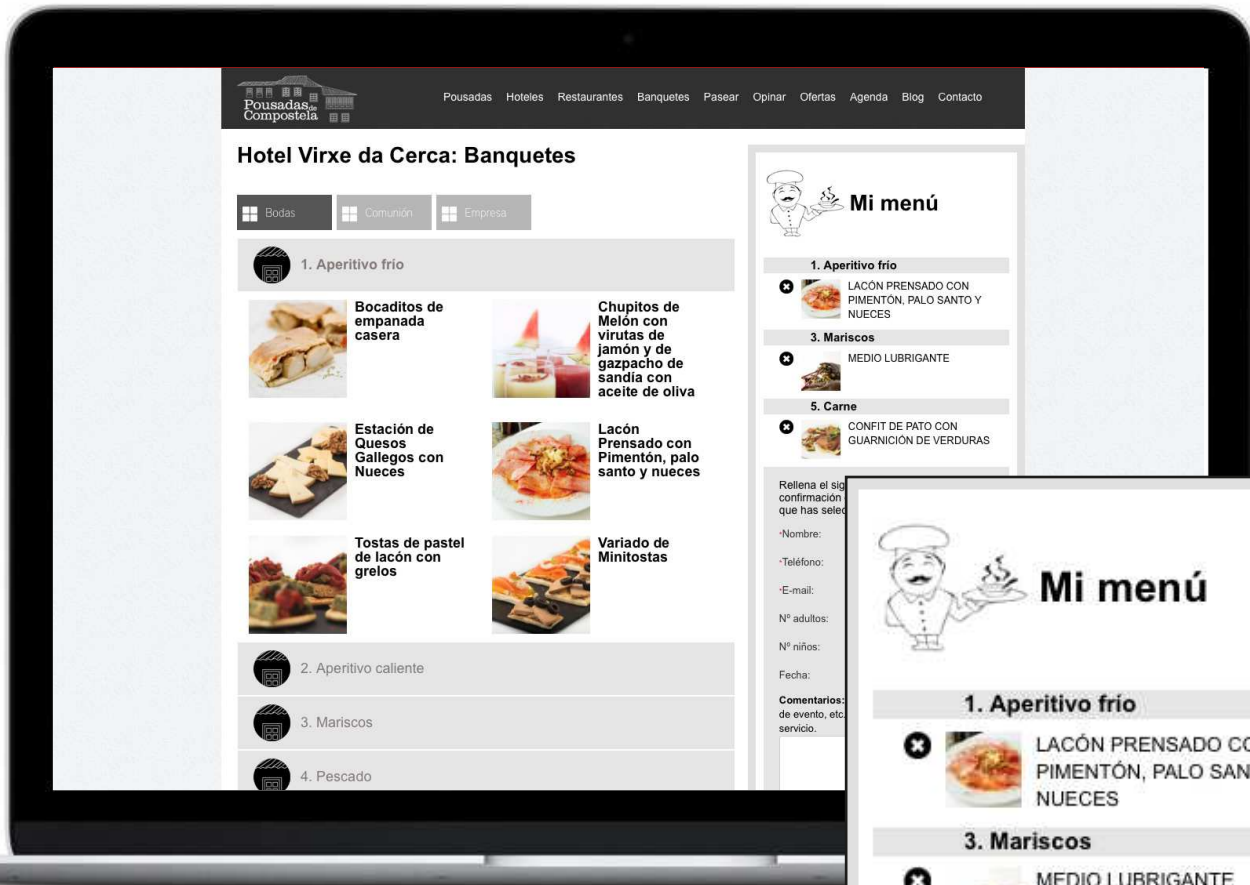 Pousadas de
Compostela
Pousadas Hoteles Restaurantes Banquetes Pasear Opinar Ofertas Agenda Blog Contacto
Hotel Virxe da Cerca: Banquetes
Bodas
Comunión
Empresa
1. Aperitivo frío
Bocaditos de
empanada
casera
Chupitos de
Melón con
virutas de
jamón y de
gazpacho de
sandía con
aceite de oliva
Estación de
Quesos
Gallegos con
Nueces
Lacón
Prensado con
Pimentón, palo
santo y nueces
Tostas de pastel
de lacón con
grelos
Variado de
Minitostas
2. Aperitivo caliente
3. Mariscos
4. Pescado
Mi menú
1. Aperitivo frío
LACÓN PRENSADO CON
PIMENTÓN, PALO SANTO Y
NUECES
3. Mariscos
MEDIO LUBRIGANTE
5. Carne
CONFIT DE PATO CON
GUARNICIÓN DE VERDURAS
Rellena el sig
confirmación
que has selec
*Nombre:
*Teléfono:
*E-mail:
Nº adultos:
Nº niños:
Fecha:
Comentarios:
de evento, etc.
servicio.
Mi menú
1. Aperitivo frío
LACÓN PRENSADO CO
PIMENTÓN, PALO SAN
NUECES
3. Mariscos
MEDIO LUBRIGANTE